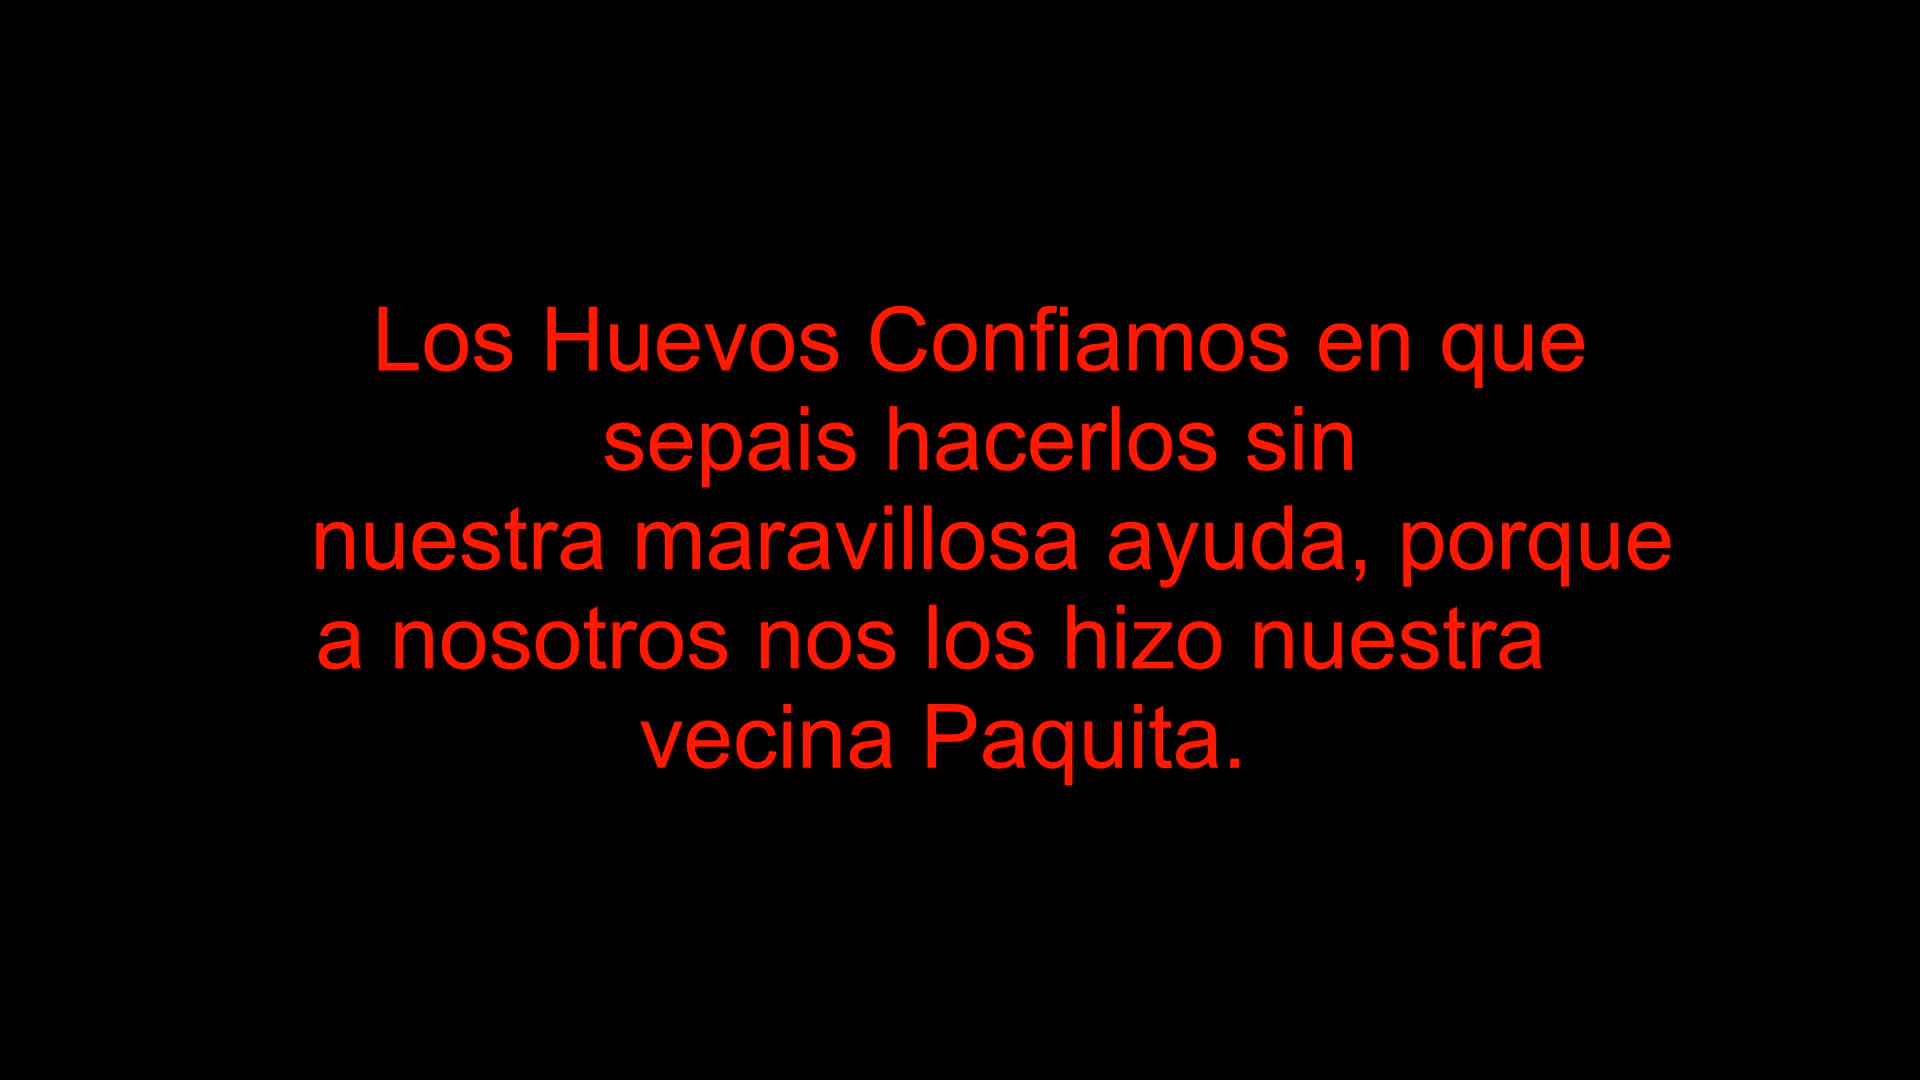 Los Huevos Confiamos en que
sepais hacerlos sin
nuestra maravillosa ayuda, porque
a nosotros nos los hizo nuestra
vecina Paquita.